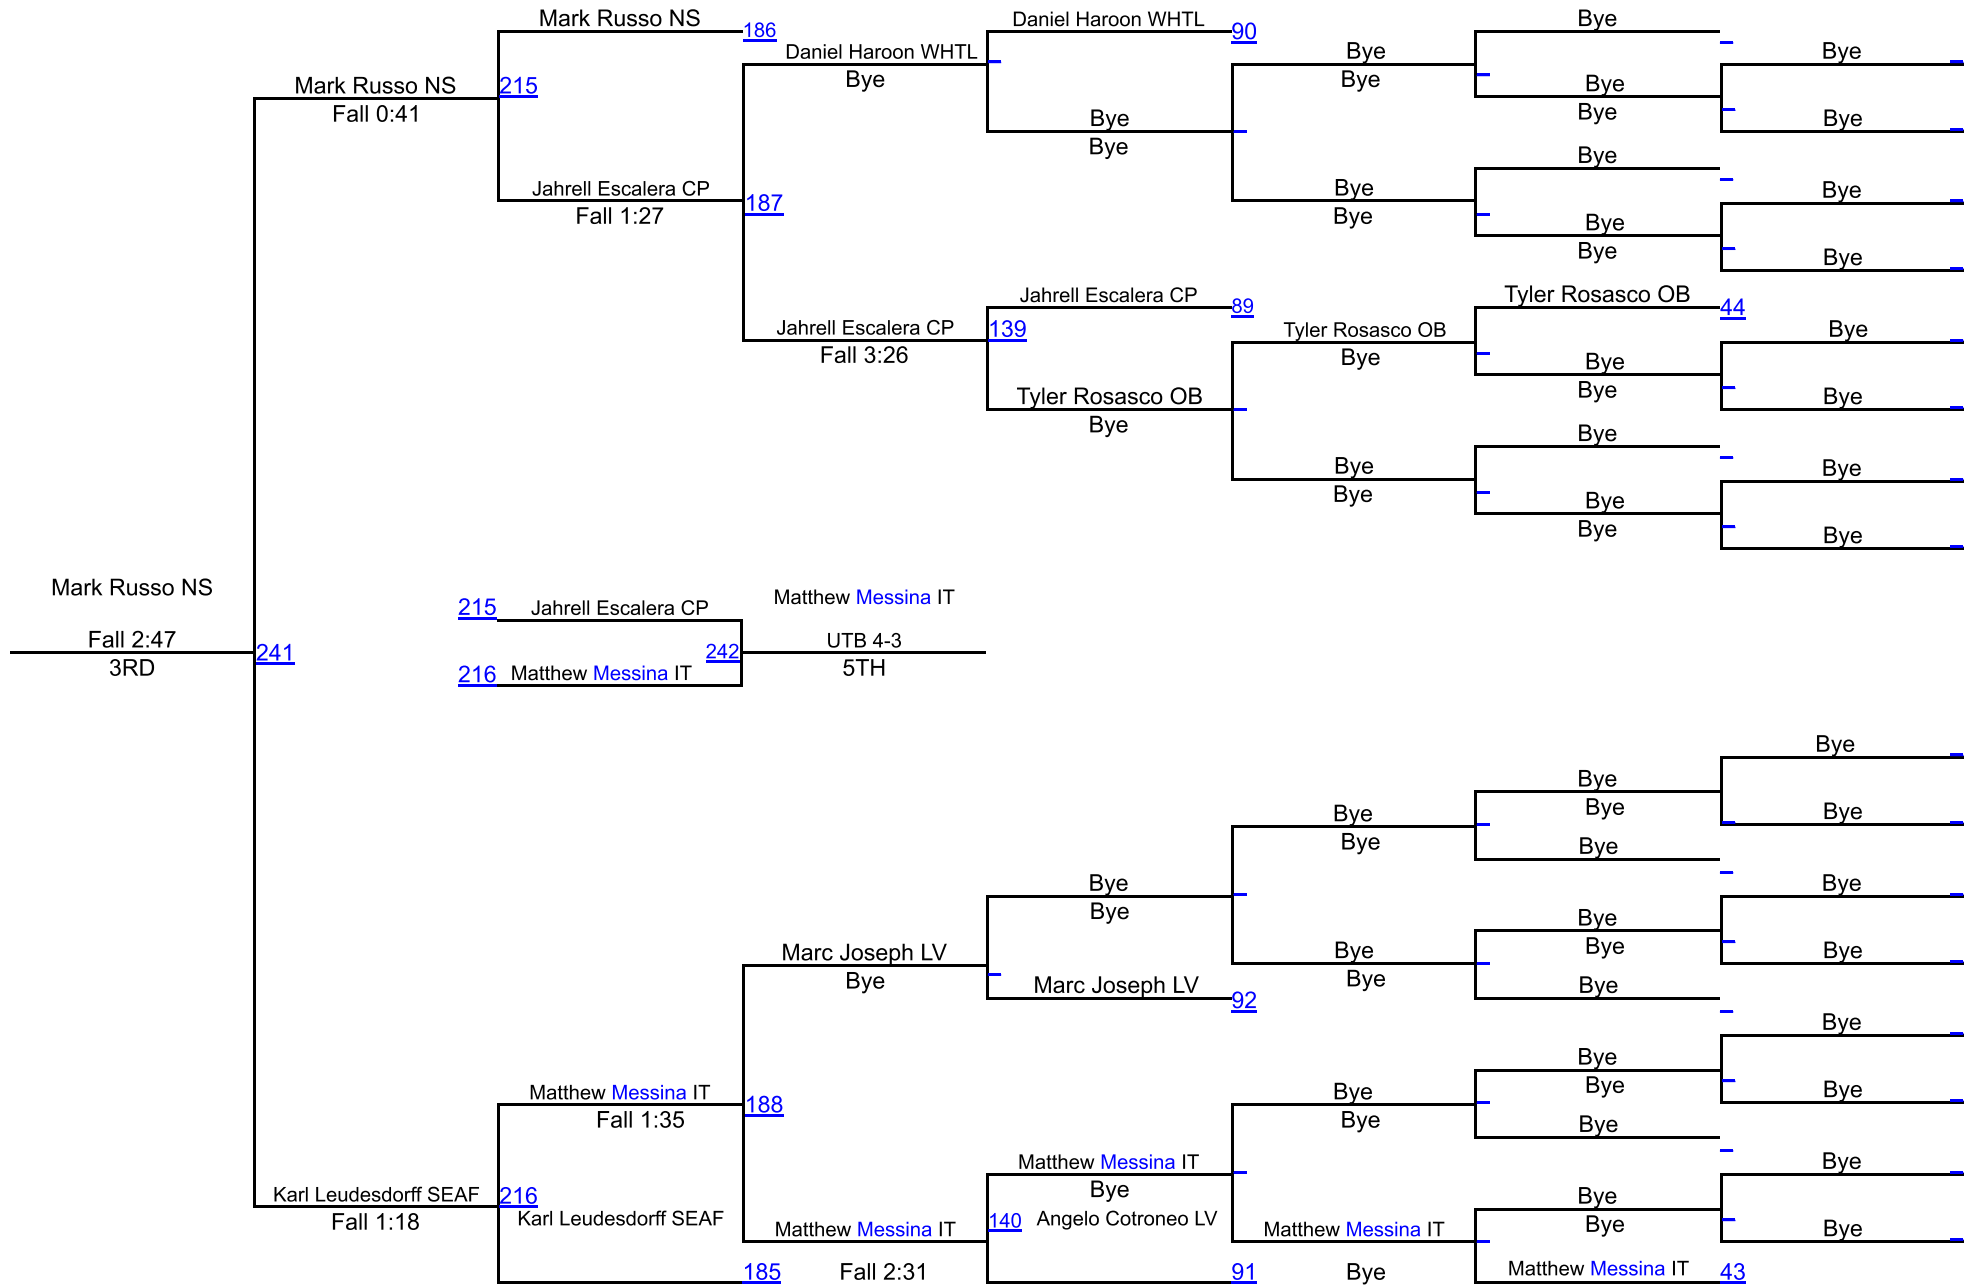 Mark Russo NS
186
Daniel Haroon WHTL
90
Bye
Daniel Haroon WHTL
Bye
Bye
Bye
Bye
Mark Russo NS
215
Bye
Bye
Fall 0:41
Bye
Bye
Bye
Bye
Bye
Bye
Jahrell Escalera CP
187
Bye
Bye
Fall 1:27
Bye
Bye
Bye
Bye
Jahrell Escalera CP
89
Tyler Rosasco OB
44
Jahrell Escalera CP
139
Tyler Rosasco OB
Bye
Fall 3:26
Bye
Bye
Bye
Tyler Rosasco OB
Bye
Bye
Bye
Bye
Bye
Bye
Bye
Bye
Bye
Bye
Mark Russo NS
215
Jahrell Escalera CP
Matthew Messina IT
Fall 2:47
241
242
UTB 4-3
3RD
216
Matthew Messina IT
5TH
Bye
Bye
Bye
Bye
Bye
Bye
Bye
Bye
Bye
Bye
Bye
Marc Joseph LV
Bye
Bye
Bye
Bye
Bye
Bye
Marc Joseph LV
92
Bye
Bye
Bye
Matthew Messina IT
188
Bye
Bye
Bye
Fall 1:35
Bye
Bye
Matthew Messina IT
Bye
Bye
Karl Leudesdorff SEAF
216
Bye
Fall 1:18
Karl Leudesdorff SEAF
140
Angelo Cotroneo LV
Bye
Matthew Messina IT
Matthew Messina IT
Bye
185
Fall 2:31
91
Bye
Matthew Messina IT
43